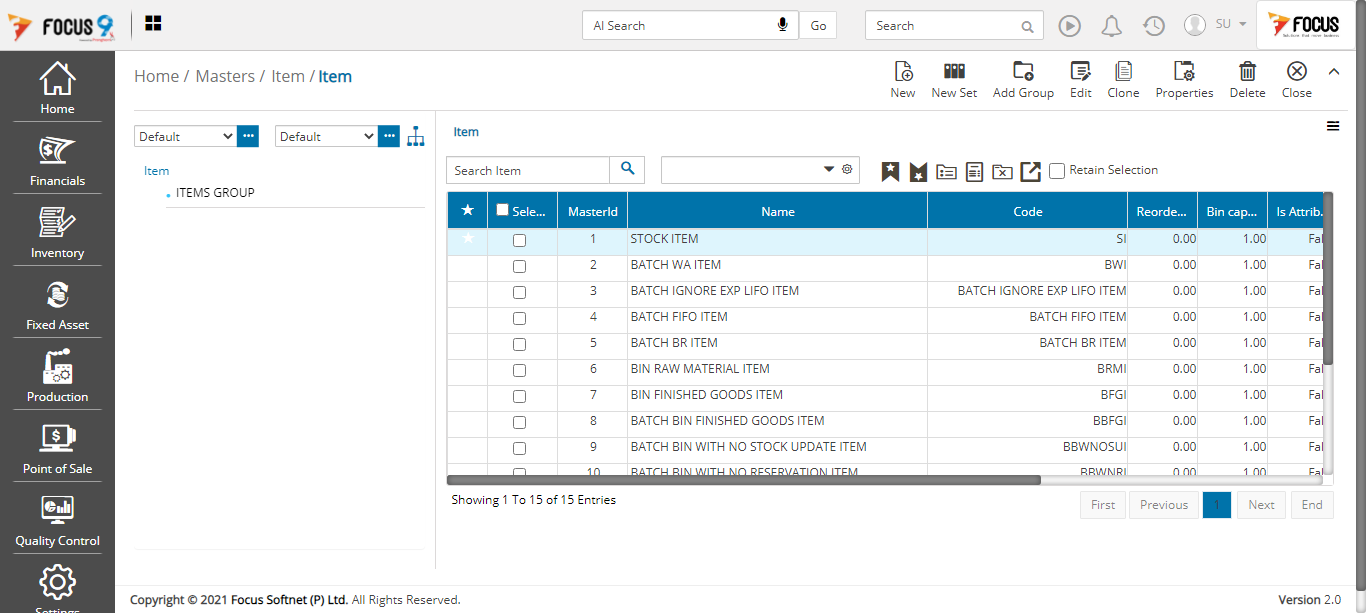 FOCUS 9
AI Search
Go
Search
SU
FOCUS
Home
Financials
Inventory
Fixed Asset
Production
Point of Sale
Quality Control
Settings
Home / Masters / Item / Item
New
New Set
Add Group
Edit
Clone
Properties
Delete
Close
Default
Default
Item
ITEMS GROUP
Item
Search Item
Retain Selection
Sele... MasterId Name Code Reorde... Bin cap... Is Attrib.
1 STOCK ITEM SI 0.00 1.00 Fal
2 BATCH WA ITEM BWI 0.00 1.00 Fal
3 BATCH IGNORE EXP LIFO ITEM BATCH IGNORE EXP LIFO ITEM 0.00 1.00 Fal
4 BATCH FIFO ITEM BATCH FIFO ITEM 0.00 1.00 Fal
5 BATCH BR ITEM BATCH BR ITEM 0.00 1.00 Fal
6 BIN RAW MATERIAL ITEM BRMI 0.00 1.00 Fal
7 BIN FINISHED GOODS ITEM BFGI 0.00 1.00 Fal
8 BATCH BIN FINISHED GOODS ITEM BBFGI 0.00 1.00 Fal
9 BATCH BIN WITH NO STOCK UPDATE ITEM BBWNOSUI 0.00 1.00 Fal
10 BATCH BIN WITH NO RESERVATION ITEM BBWNRI 0.00 1.00 Fal
Showing 1 To 15 of 15 Entries
First
Previous
1
Next
End
Copyright © 2021 Focus Softnet (P) Ltd. All Rights Reserved.
Version 2.0